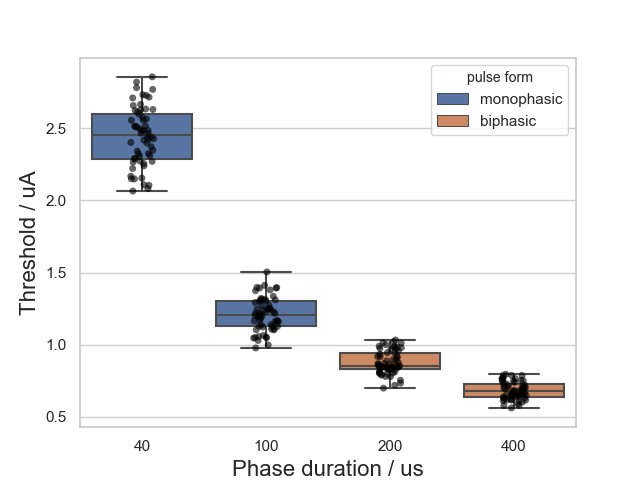 pulse form
monophasic
biphasic
2.5
2.0
1.5
1.0
0.5
Threshold / uA
40 100 200 400
Phase duration / us